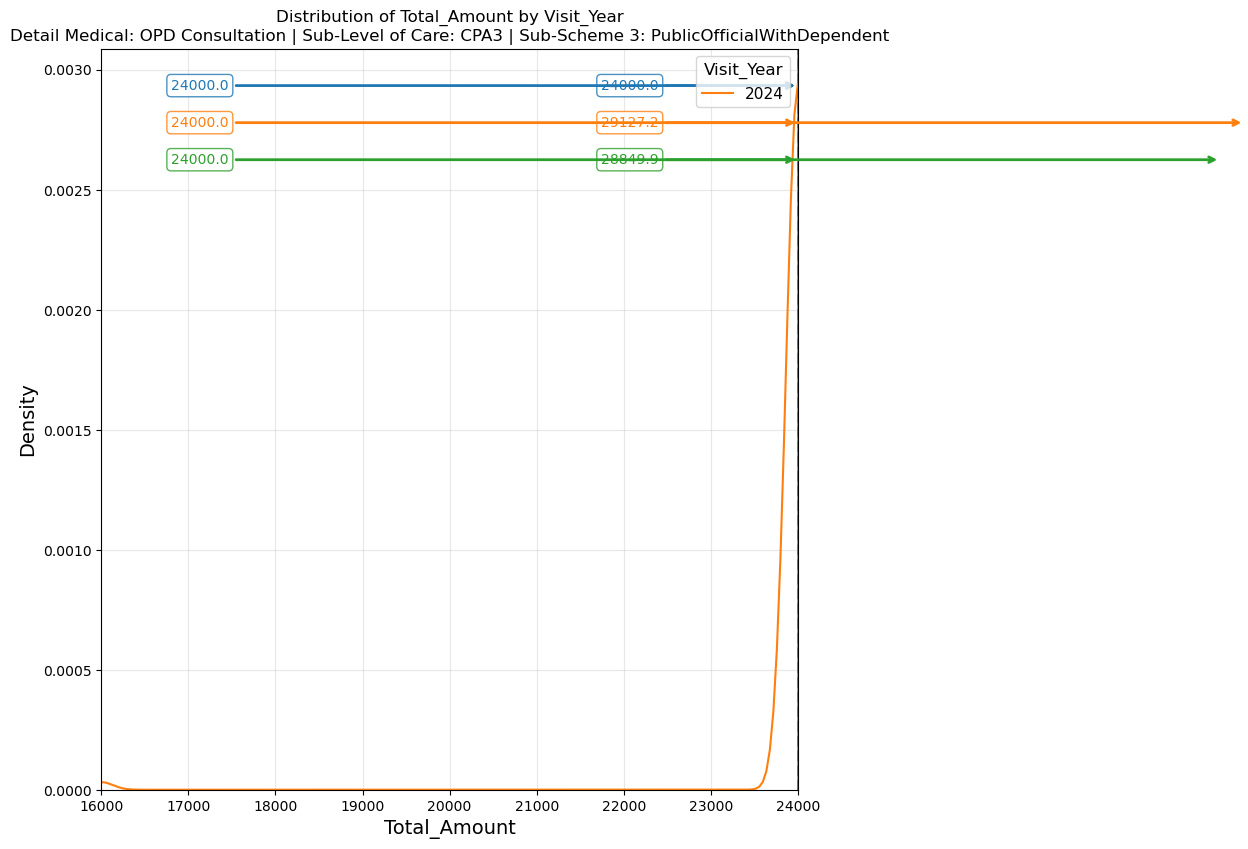 Distribution of Total_Amount by Visit_Year
Detail Medical: OPD Consultation | Sub-Level of Care: CPA3 | Sub-Scheme 3: PublicOfficialWithDependent
Visit_Year
2024
24000.0
24000.0
24000.0
29127.2
24000.0
28849.9
0.0030
0.0025
0.0020
0.0015
0.0010
0.0005
0.0000
Density
16000 17000 18000 19000 20000 21000 22000 23000 24000
Total_Amount